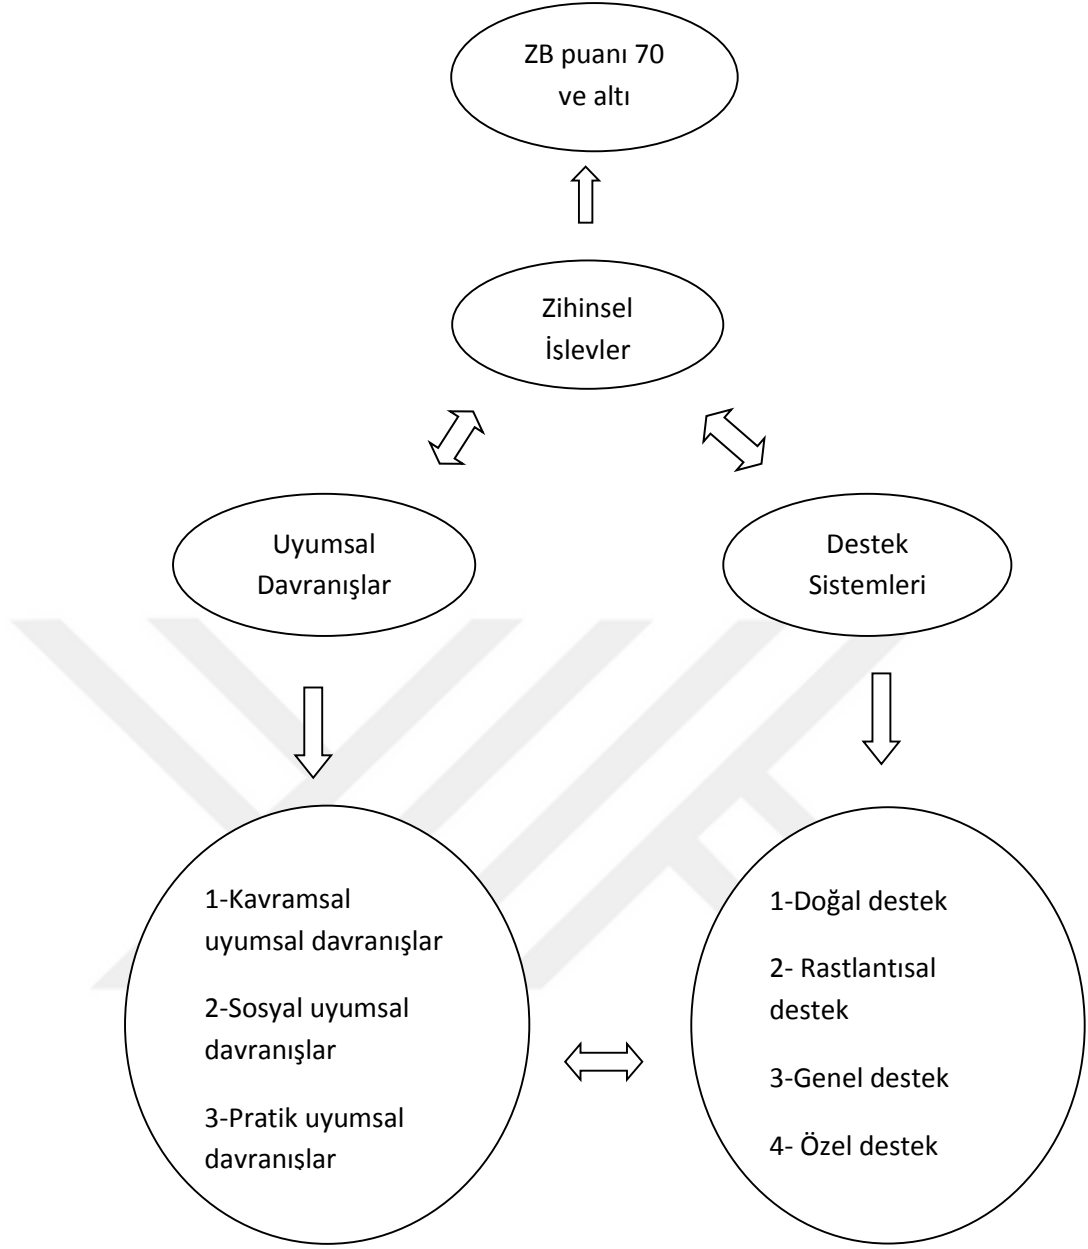 ZB puanı 70
ve altı
Zihinsel
İslevler
Uyumsal
Davranışlar
Destek
Sistemleri
1-Kavramsal
uyumsal davranışlar
2-Sosyal uyumsal
davranışlar
3-Pratik uyumsal
davranışlar
1-Doğal destek
2- Rastlantısal
destek
3-Genel destek
4- Özel destek